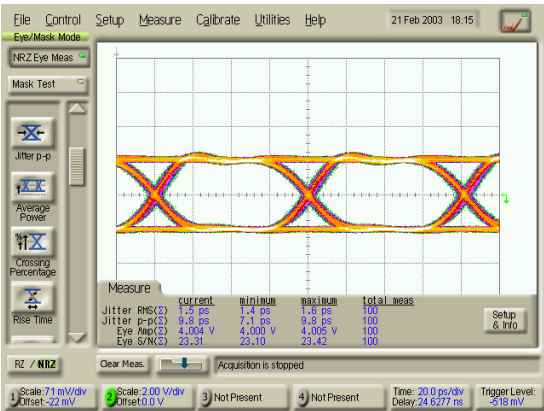 File Control Setup Measure Calibrate Utilities Help 21 Feb 2003 18:15
Eye/Mask Mode
NRZ Eye Meas
Mask Test
Jitter p-p
Average
Power
Crossing
Percentage
Rise Time
Measure
current minimum maximum total meas
Jitter RMS(Σ) 1.5 ps 1.4 ps 1.6 ps 100
Jitter p-p(Σ) 9.8 ps 7.1 ps 9.8 ps 100
Eye Amp(Σ) 4.004 V 4.000 V 4.005 V 100
Eye S/N(Σ) 23.31 23.10 23.42 100
Setup
& Info
RZ / NRZ
Clear Meas.
Acquisition is stopped
1 Scale:71 mV/div
Offset:-22 mV
2 Scale:2.00 V/div
Offset:0.0 V
3 Not Present
4 Not Present
Time: 20.0 ps/div
Delay:24.6277 ns
Trigger Level:
-518 mV